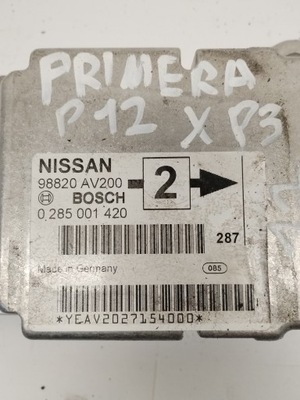 PRIMERA
P12 X P3
NISSAN
98820 AV200
2
BOSCH
0 285 001 420
287
Made in Germany
085
*YEAV2027154000*